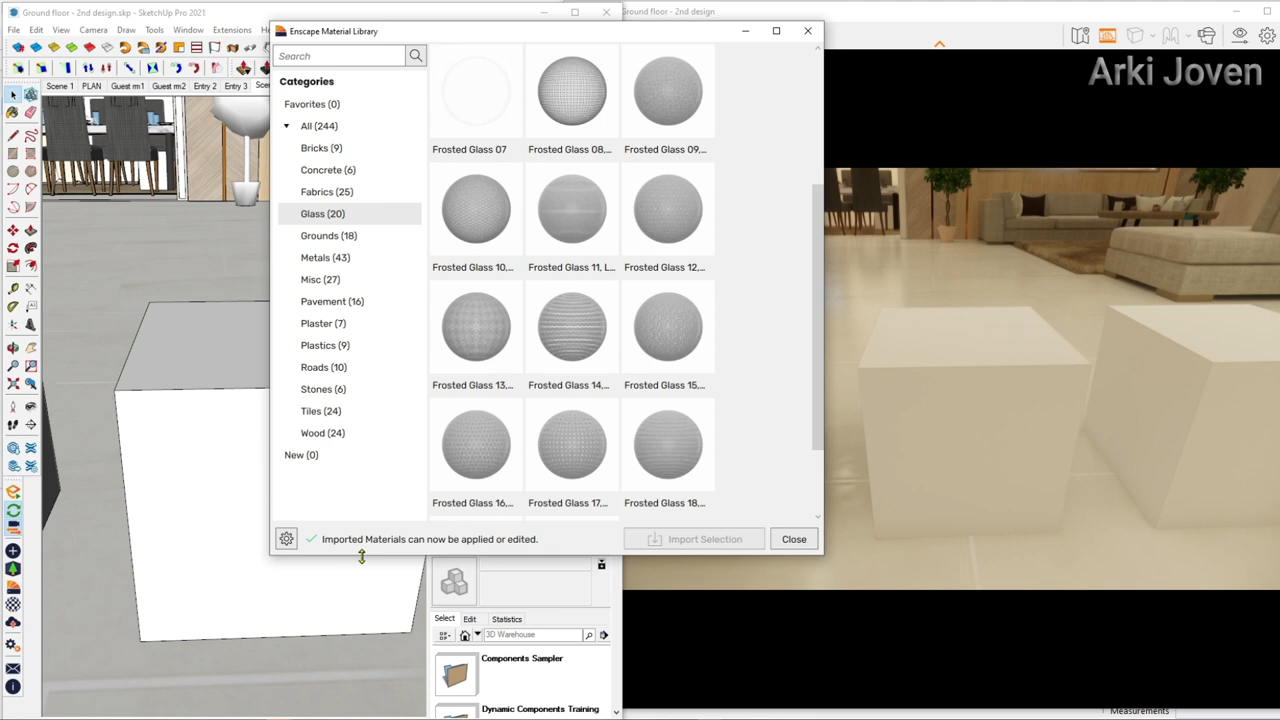 Ground floor - 2nd design.skp - SketchUp Pro 2021
File Edit View Camera Draw Tools Window Extensions
Scene 1 PLAN Guest rm1 Guest rm2 Entry 2 Entry 3
Enscape Material Library
Search
Categories
Favorites (0)
All (244)
Bricks (9)
Concrete (6)
Fabrics (25)
Glass (20)
Grounds (18)
Metals (43)
Misc (27)
Pavement (16)
Plaster (7)
Plastics (9)
Roads (10)
Stones (6)
Tiles (24)
Wood (24)
New (0)
Frosted Glass 07 Frosted Glass 08,... Frosted Glass 09,...
Frosted Glass 10,... Frosted Glass 11, L... Frosted Glass 12,...
Frosted Glass 13,... Frosted Glass 14,... Frosted Glass 15,...
Frosted Glass 16,... Frosted Glass 17,... Frosted Glass 18,...
Imported Materials can now be applied or edited.
Import Selection
Close
Select Edit Statistics
3D Warehouse
Components Sampler
Dynamic Components Training
Ground floor - 2nd design
Arki Joven
Measurements